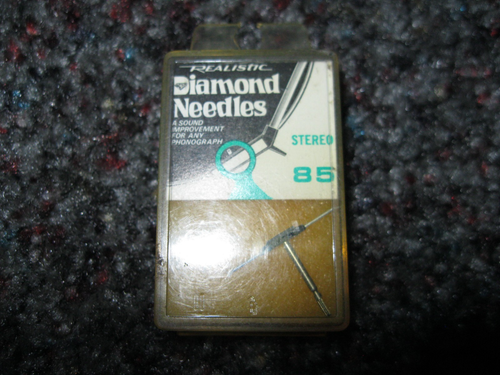 REALISTIC
Diamond
Needles
A SOUND
IMPROVEMENT
FOR ANY
PHONOGRAPH
STEREO
85